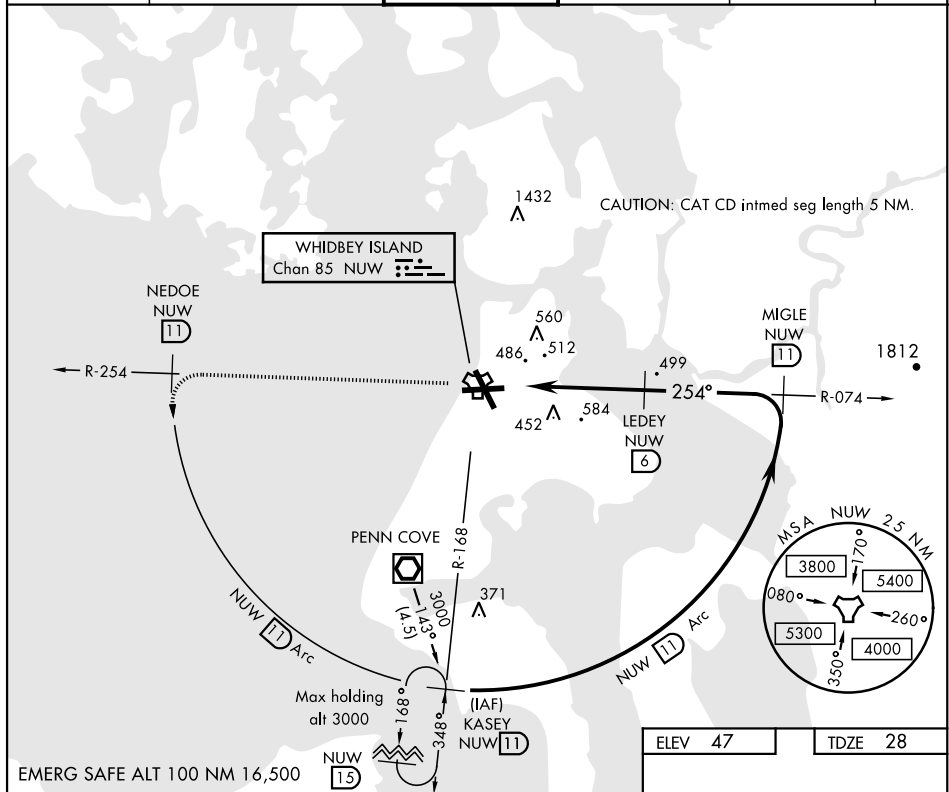 1432
CAUTION: CAT CD intmed seg length 5 NM.
WHIDBEY ISLAND
Chan 85 NUW
NEDOE
NUW
11
560
MIGLE
NUW
11
486
512
499
1812
R-254
254°
R-074
452
584
LEDEY
NUW
6
R-168
PENN COVE
MSA NUW 25 NM
170°
3800
5400
080°
260°
5300
4000
350°
3000
143°
(4.5)
371
NUW 11 Arc
NUW 11 Arc
Max holding
alt 3000
168°
348°
(IAF)
KASEY
NUW 11
NUW
15
ELEV 47
TDZE 28
EMERG SAFE ALT 100 NM 16,500